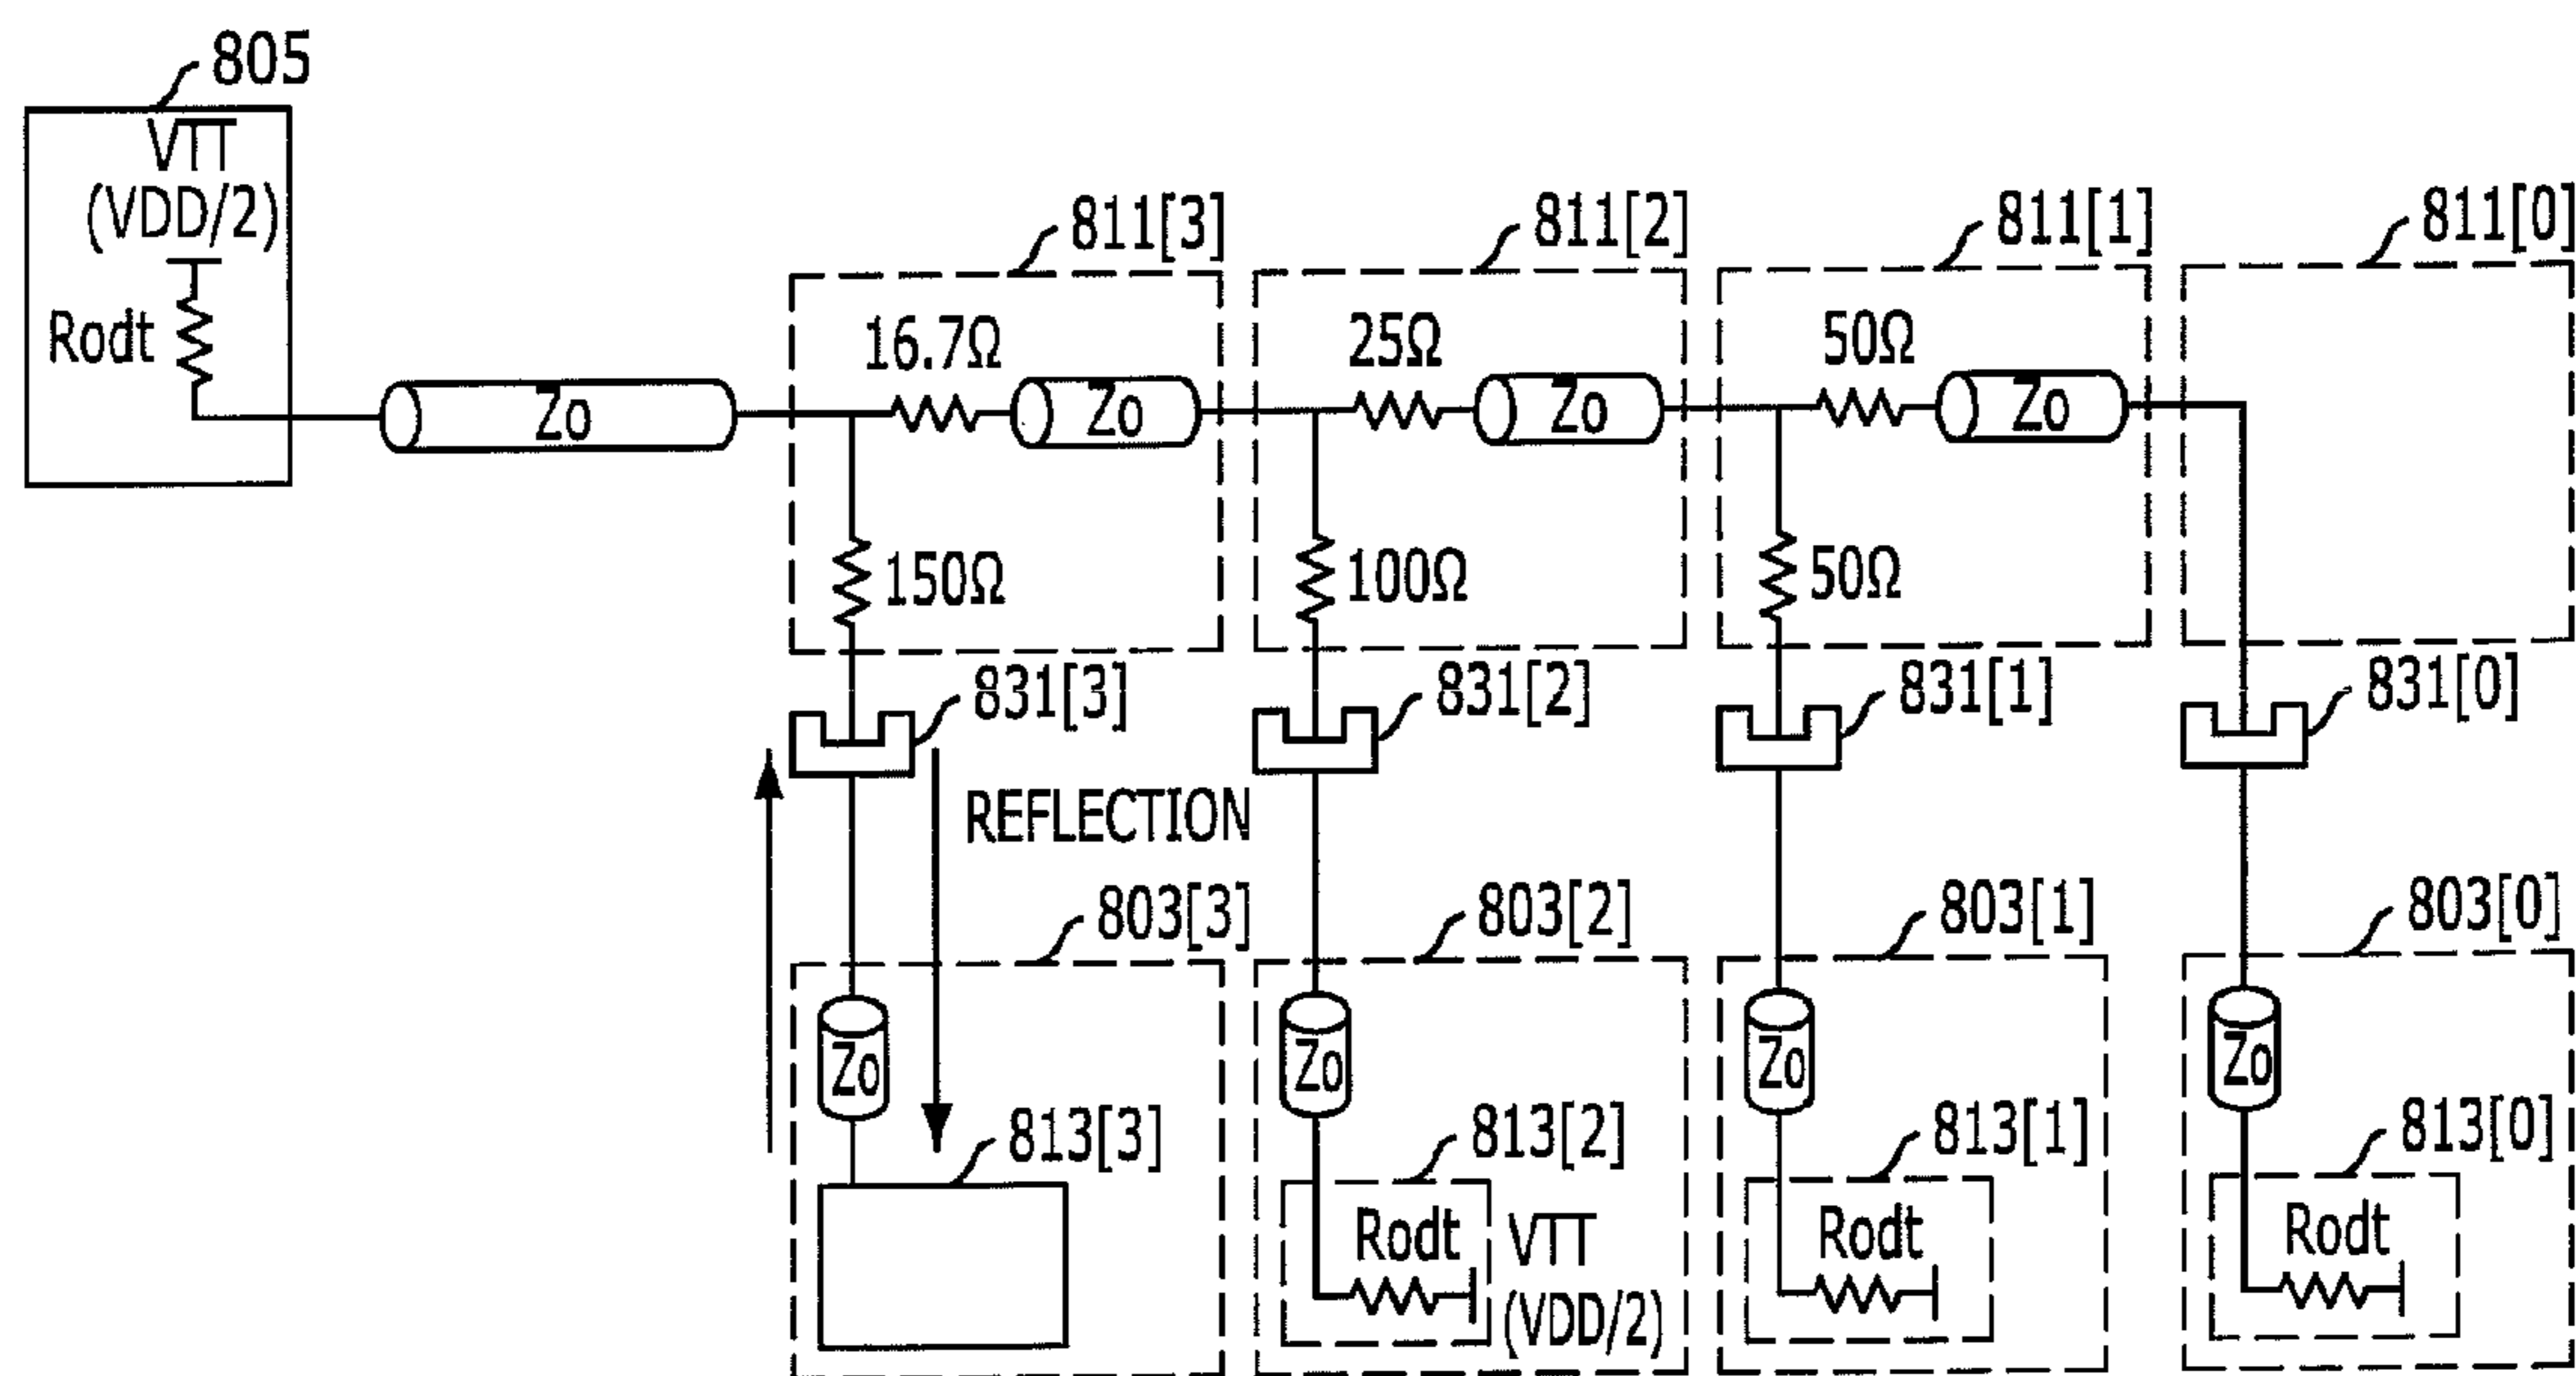 805
VTT
(VDD/2)
Rodt
Zo
811[3]
811[2]
811[1]
811[0]
16.7Ω
Zo
25Ω
Zo
50Ω
Zo
150Ω
100Ω
50Ω
831[3]
831[2]
831[1]
831[0]
REFLECTION
803[3]
803[2]
803[1]
803[0]
Zo
Zo
Zo
Zo
813[3]
813[2]
813[1]
813[0]
Rodt
VTT
(VDD/2)
Rodt
Rodt